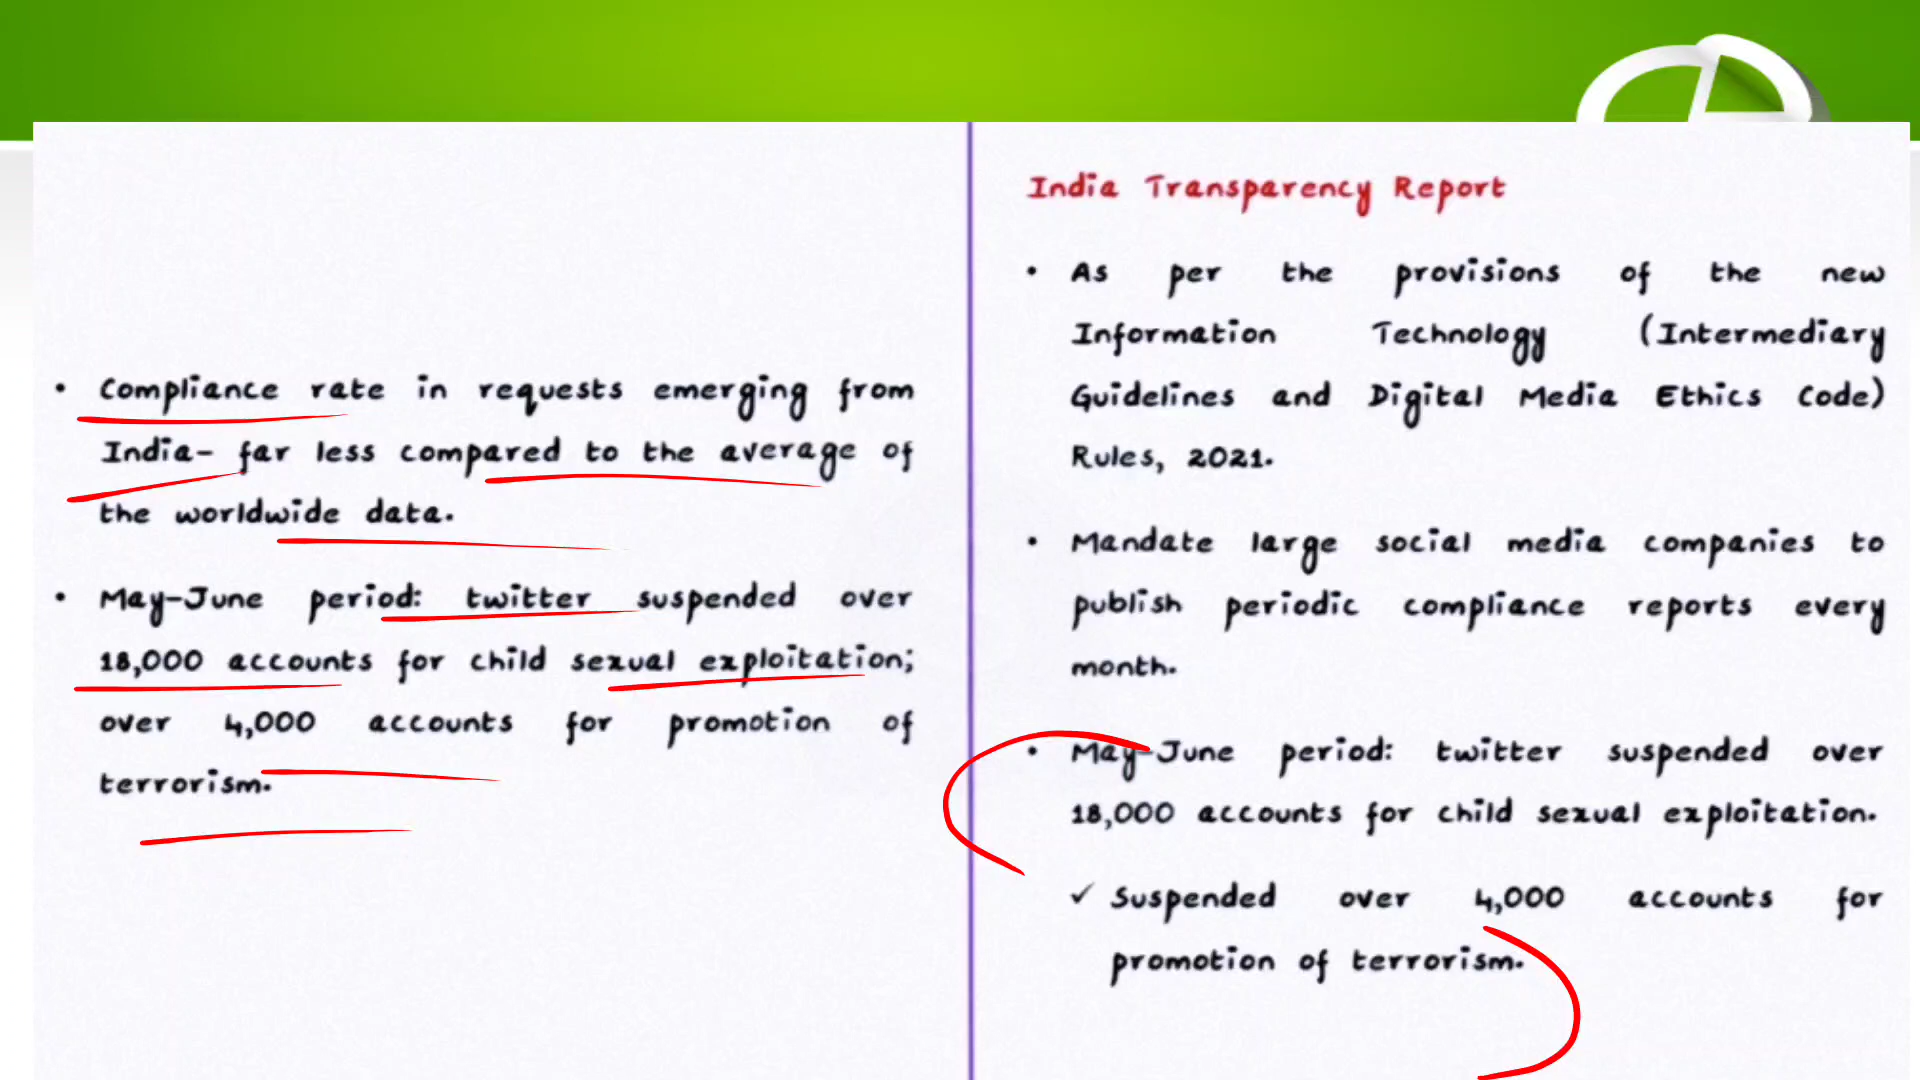 • Compliance rate in requests emerging from
India- far less compared to the average of
the worldwide data.
• May-June period: twitter suspended over
18,000 accounts for child sexual exploitation;
over 4,000 accounts for promotion of
terrorism.
India Transparency Report
• As per the provisions of the new
Information Technology (Intermediary
Guidelines and Digital Media Ethics Code)
Rules, 2021.
• Mandate large social media companies to
publish periodic compliance reports every
month.
• May-June period: twitter suspended over
18,000 accounts for child sexual exploitation.
✓ Suspended over 4,000 accounts for
promotion of terrorism.